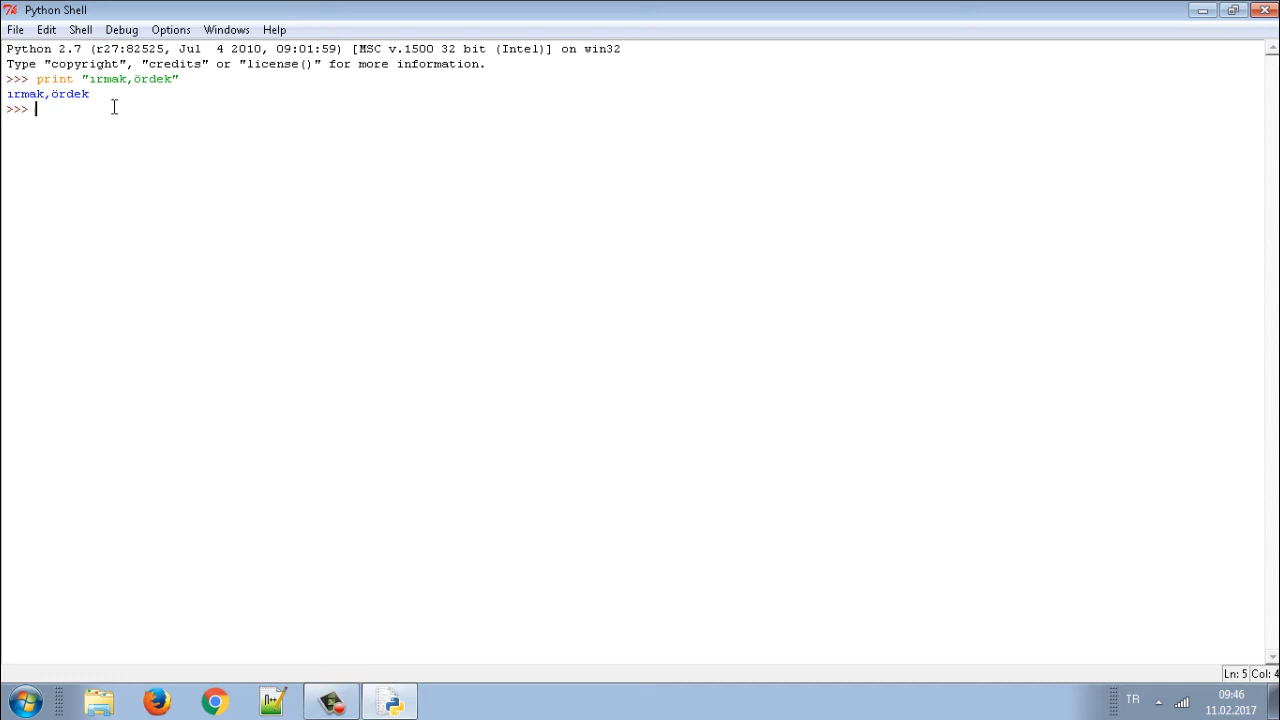 Python Shell
File Edit Shell Debug Options Windows Help
Python 2.7 (r27:82525, Jul  4 2010, 09:01:59) [MSC v.1500 32 bit (Intel)] on win32
Type "copyright", "credits" or "license()" for more information.
>>> print "ırmak,ördek"
ırmak,ördek
>>>
Ln: 5 Col: 4
TR
09:46
11.02.2017